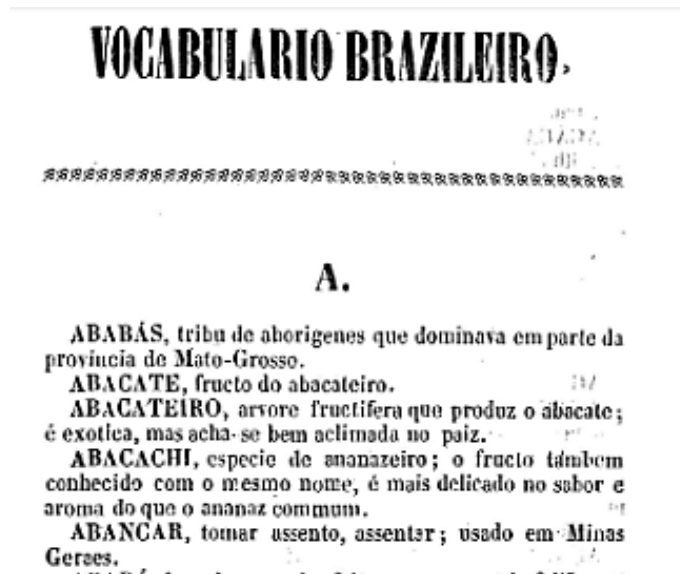 VOCABULARIO BRAZILEIRO.
A.
ABABÁS, tribu de aborigenes que dominava em parte da
provincia de Mato-Grosso.
ABACATE, fructo do abacateiro.
ABACATEIRO, arvore fructifera que produz o abacate;
é exotica, mas acha-se bem aclimada no paiz.
ABACACHI, especie de ananazeiro; o fructo tambem
conhecido com o mesmo nome, é mais delicado no sabor e
aroma do que o ananaz commum.
ABANCAR, tomar assento, assentar; usado em Minas
Geraes.